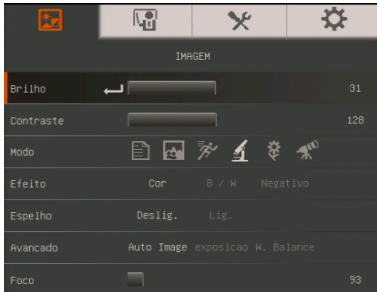 IMAGEM
Brilho 31
Contraste 128
Modo
Efeito Cor B / W Negativo
Espelho Deslig. Lig.
Avancado Auto Image exposicao W. Balance
Foco 93